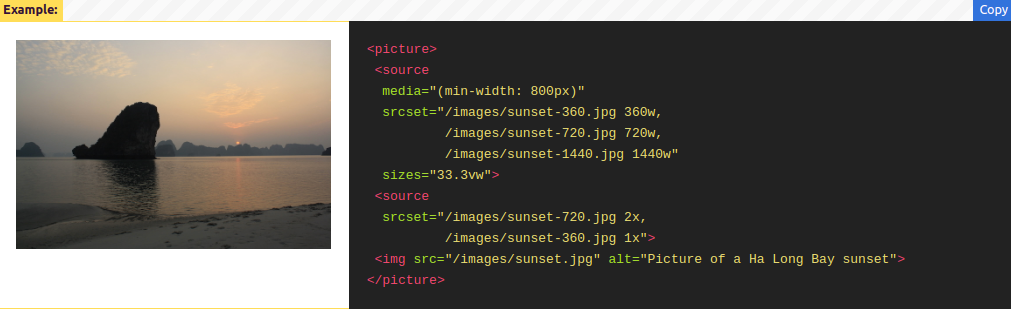 Example:
Copy
<picture>
<source
media="(min-width: 800px)"
srcset="/images/sunset-360.jpg 360w,
/images/sunset-720.jpg 720w,
/images/sunset-1440.jpg 1440w"
sizes="33.3vw">
<source
srcset="/images/sunset-720.jpg 2x,
/images/sunset-360.jpg 1x">
<img src="/images/sunset.jpg" alt="Picture of a Ha Long Bay sunset">
</picture>